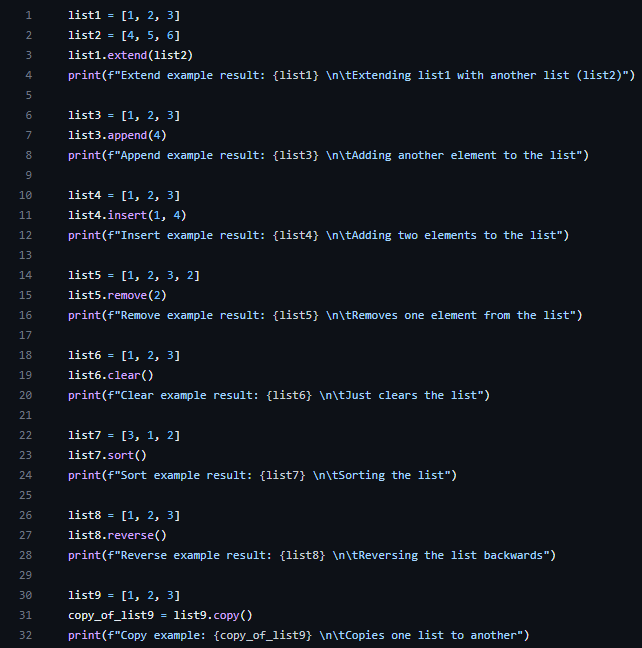 1 list1 = [1, 2, 3]
2 list2 = [4, 5, 6]
3 list1.extend(list2)
4 print(f"Extend example result: {list1} \n\tExtending list1 with another list (list2)")
5
6 list3 = [1, 2, 3]
7 list3.append(4)
8 print(f"Append example result: {list3} \n\tAdding another element to the list")
9
10 list4 = [1, 2, 3]
11 list4.insert(1, 4)
12 print(f"Insert example result: {list4} \n\tAdding two elements to the list")
13
14 list5 = [1, 2, 3, 2]
15 list5.remove(2)
16 print(f"Remove example result: {list5} \n\tRemoves one element from the list")
17
18 list6 = [1, 2, 3]
19 list6.clear()
20 print(f"Clear example result: {list6} \n\tJust clears the list")
21
22 list7 = [3, 1, 2]
23 list7.sort()
24 print(f"Sort example result: {list7} \n\tSorting the list")
25
26 list8 = [1, 2, 3]
27 list8.reverse()
28 print(f"Reverse example result: {list8} \n\tReversing the list backwards")
29
30 list9 = [1, 2, 3]
31 copy_of_list9 = list9.copy()
32 print(f"Copy example: {copy_of_list9} \n\tCopies one list to another")